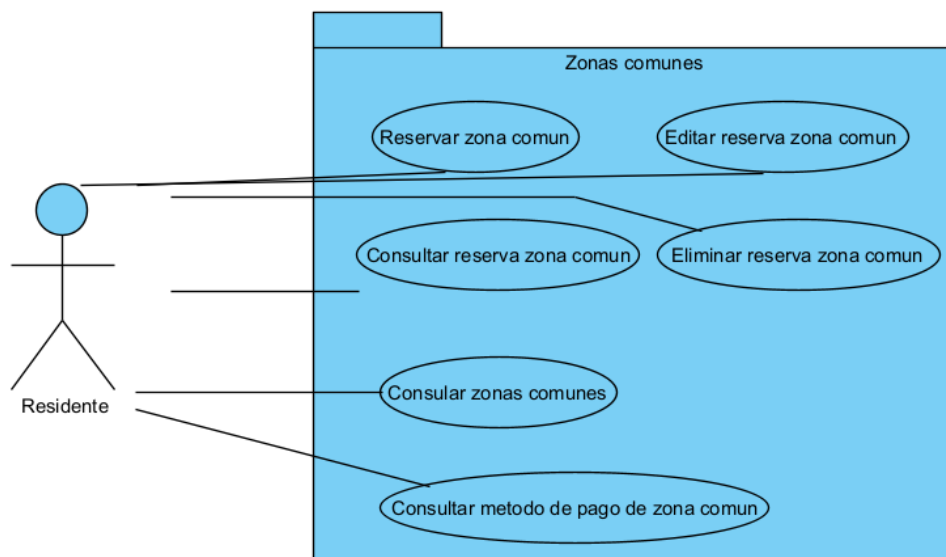 Zonas comunes
Reservar zona comun
Editar reserva zona comun
Consultar reserva zona comun
Eliminar reserva zona comun
Consular zonas comunes
Residente
Consultar metodo de pago de zona comun